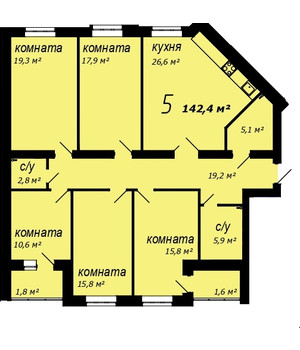 комната
19,3 м²
комната
17,9 м²
кухня
26,6 м²
5 142,4 м²
5,1 м²
с/у
2,8 м²
19,2 м²
комната
10,6 м²
комната
15,8 м²
комната
15,8 м²
с/у
5,9 м²
1,8 м²
1,6 м²